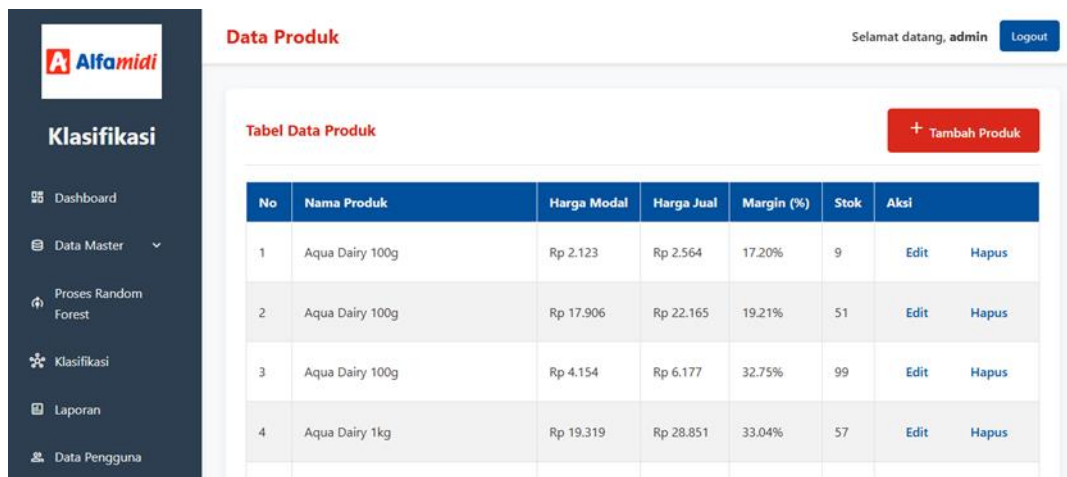 Alfamidi
Klasifikasi
Dashboard
Data Master
Proses Random
Forest
Klasifikasi
Laporan
Data Pengguna
Data Produk
Selamat datang, admin Logout
Tabel Data Produk
+ Tambah Produk
No Nama Produk Harga Modal Harga Jual Margin (%) Stok Aksi
1 Aqua Dairy 100g Rp 2.123 Rp 2.564 17.20% 9 Edit Hapus
2 Aqua Dairy 100g Rp 17.906 Rp 22.165 19.21% 51 Edit Hapus
3 Aqua Dairy 100g Rp 4.154 Rp 6.177 32.75% 99 Edit Hapus
4 Aqua Dairy 1kg Rp 19.319 Rp 28.851 33.04% 57 Edit Hapus